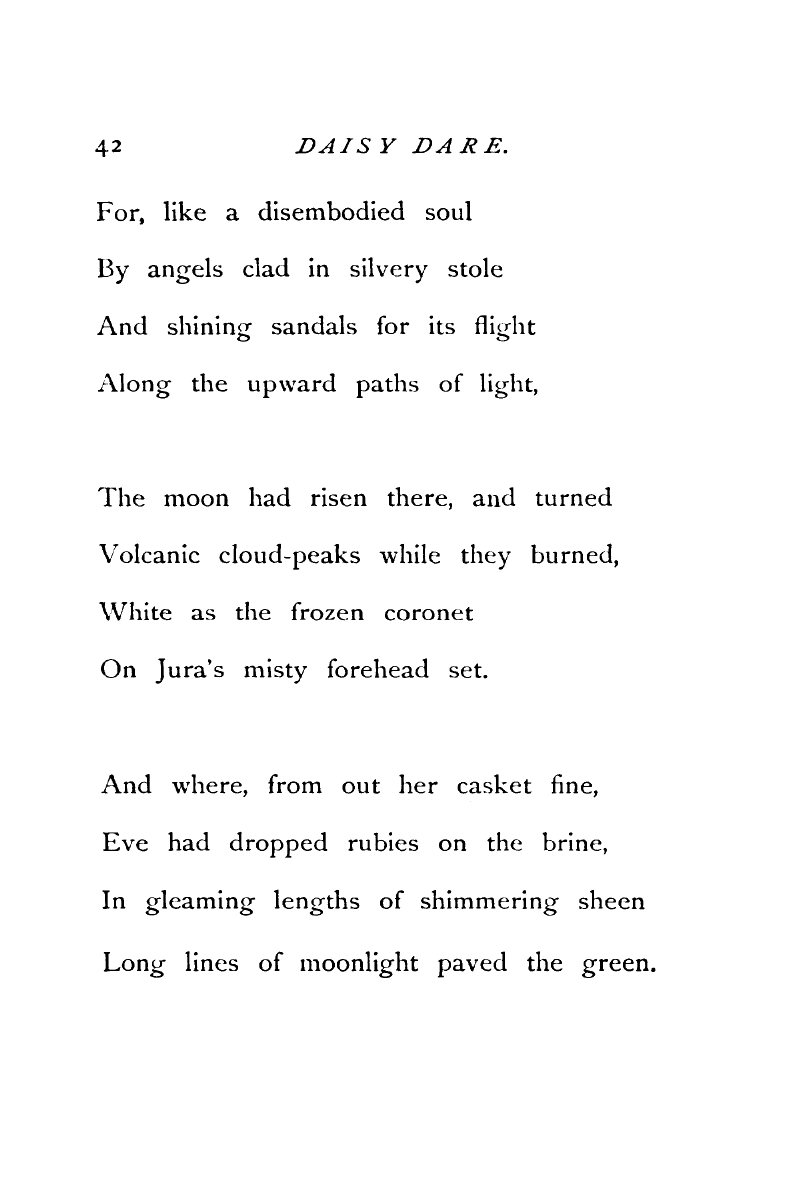 42 DAISY DARE.
For, like a disembodied soul
By angels clad in silvery stole
And shining sandals for its flight
Along the upward paths of light,
The moon had risen there, and turned
Volcanic cloud-peaks while they burned,
White as the frozen coronet
On Jura's misty forehead set.
And where, from out her casket fine,
Eve had dropped rubies on the brine,
In gleaming lengths of shimmering sheen
Long lines of moonlight paved the green.